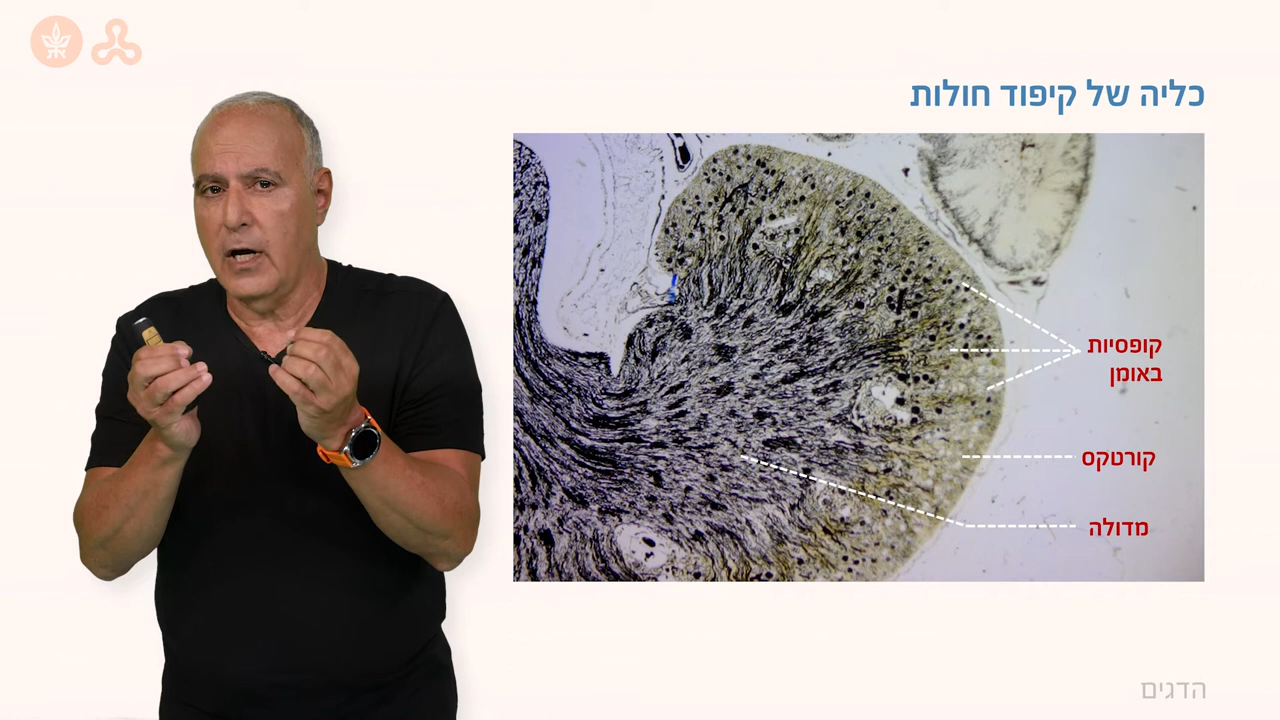 כליה של קיפוד חולות
קופסיות
באומן
קורטקס
מדולה
הדגים